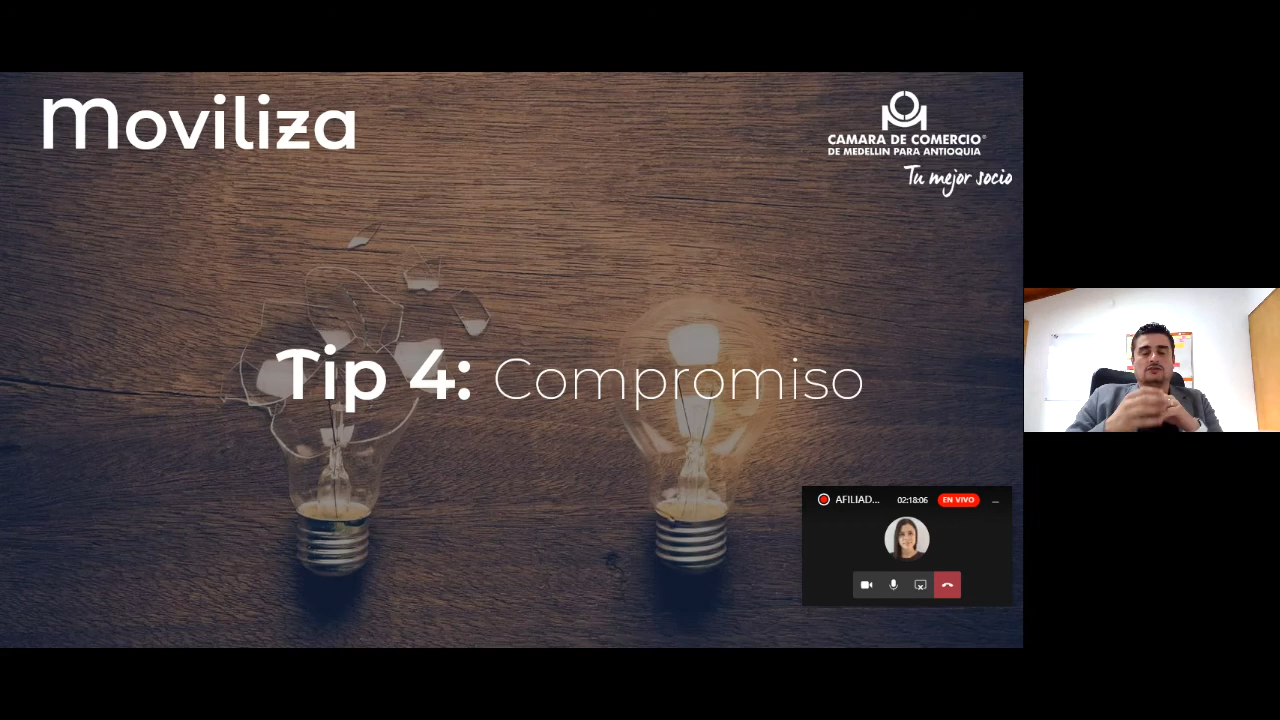 Moviliza
CAMARA DE COMERCIO®
DE MEDELLIN PARA ANTIOQUIA
Tu mejor socio
Tip 4: Compromiso
AFILIAD...
02:18:06
EN VIVO